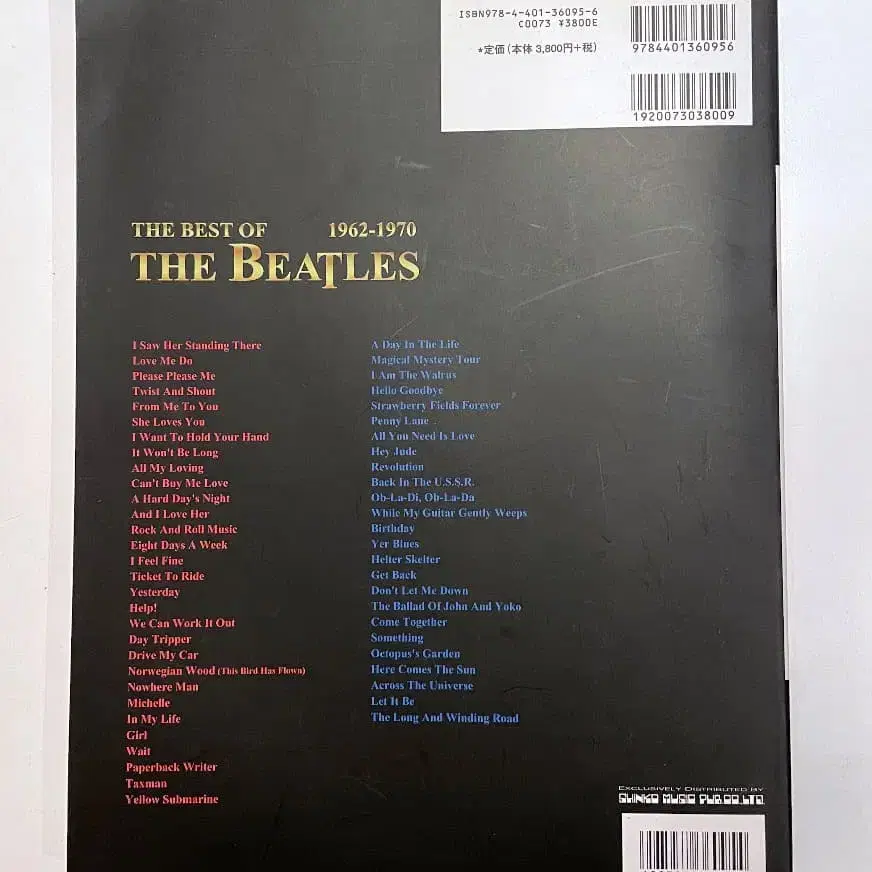 ISBN978-4-401-36095-6
C0073 ¥3800E
*定価(本体 3,800円+税)
9784401360956
1920073038009
THE BEST OF 1962-1970
THE BEATLES
I Saw Her Standing There
Love Me Do
Please Please Me
Twist And Shout
From Me To You
She Loves You
I Want To Hold Your Hand
It Won't Be Long
All My Loving
Can't Buy Me Love
A Hard Day's Night
And I Love Her
Rock And Roll Music
Eight Days A Week
I Feel Fine
Ticket To Ride
Yesterday
Help!
We Can Work It Out
Day Tripper
Drive My Car
Norwegian Wood (This Bird Has Flown)
Nowhere Man
Michelle
In My Life
Girl
Wait
Paperback Writer
Taxman
Yellow Submarine
A Day In The Life
Magical Mystery Tour
I Am The Walrus
Hello Goodbye
Strawberry Fields Forever
Penny Lane
All You Need Is Love
Hey Jude
Revolution
Back In The U.S.S.R.
Ob-La-Di, Ob-La-Da
While My Guitar Gently Weeps
Birthday
Yer Blues
Helter Skelter
Get Back
Don't Let Me Down
The Ballad Of John And Yoko
Come Together
Something
Octopus's Garden
Here Comes The Sun
Across The Universe
Let It Be
The Long And Winding Road
EXCLUSIVELY DISTRIBUTED BY
SHINKO MUSIC PUB.CO.,LTD.